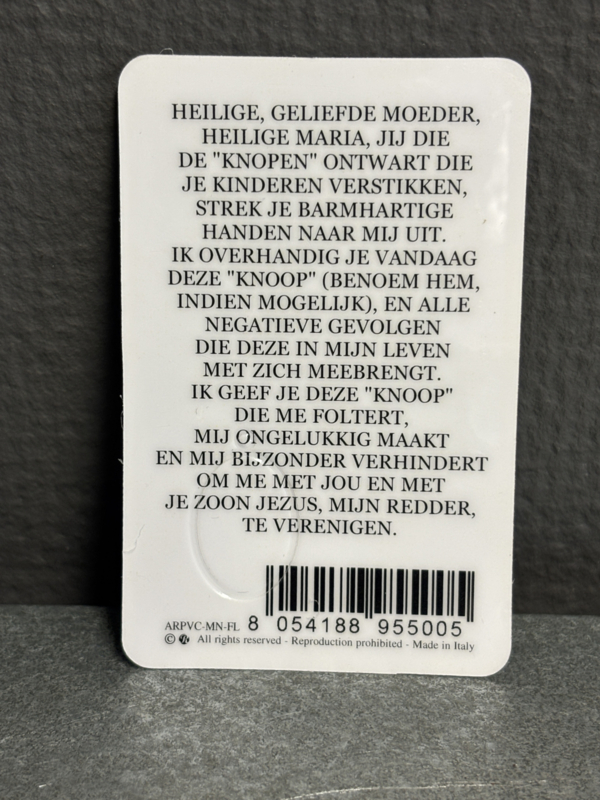 HEILIGE, GELIEFDE MOEDER,
HEILIGE MARIA, JIJ DIE
DE "KNOPEN" ONTWART DIE
JE KINDEREN VERSTIKKEN,
STREK JE BARMHARTIGE
HANDEN NAAR MIJ UIT.
IK OVERHANDIG JE VANDAAG
DEZE "KNOOP" (BENOEM HEM,
INDIEN MOGELIJK), EN ALLE
NEGATIEVE GEVOLGEN
DIE DEZE IN MIJN LEVEN
MET ZICH MEEBRENGT.
IK GEEF JE DEZE "KNOOP"
DIE ME FOLTERT,
MIJ ONGELUKKIG MAAKT
EN MIJ BIJZONDER VERHINDERT
OM ME MET JOU EN MET
JE ZOON JEZUS, MIJN REDDER,
TE VERENIGEN.
ARPVC-MN-FL 8 054188 955005
© All rights reserved - Reproduction prohibited - Made in Italy